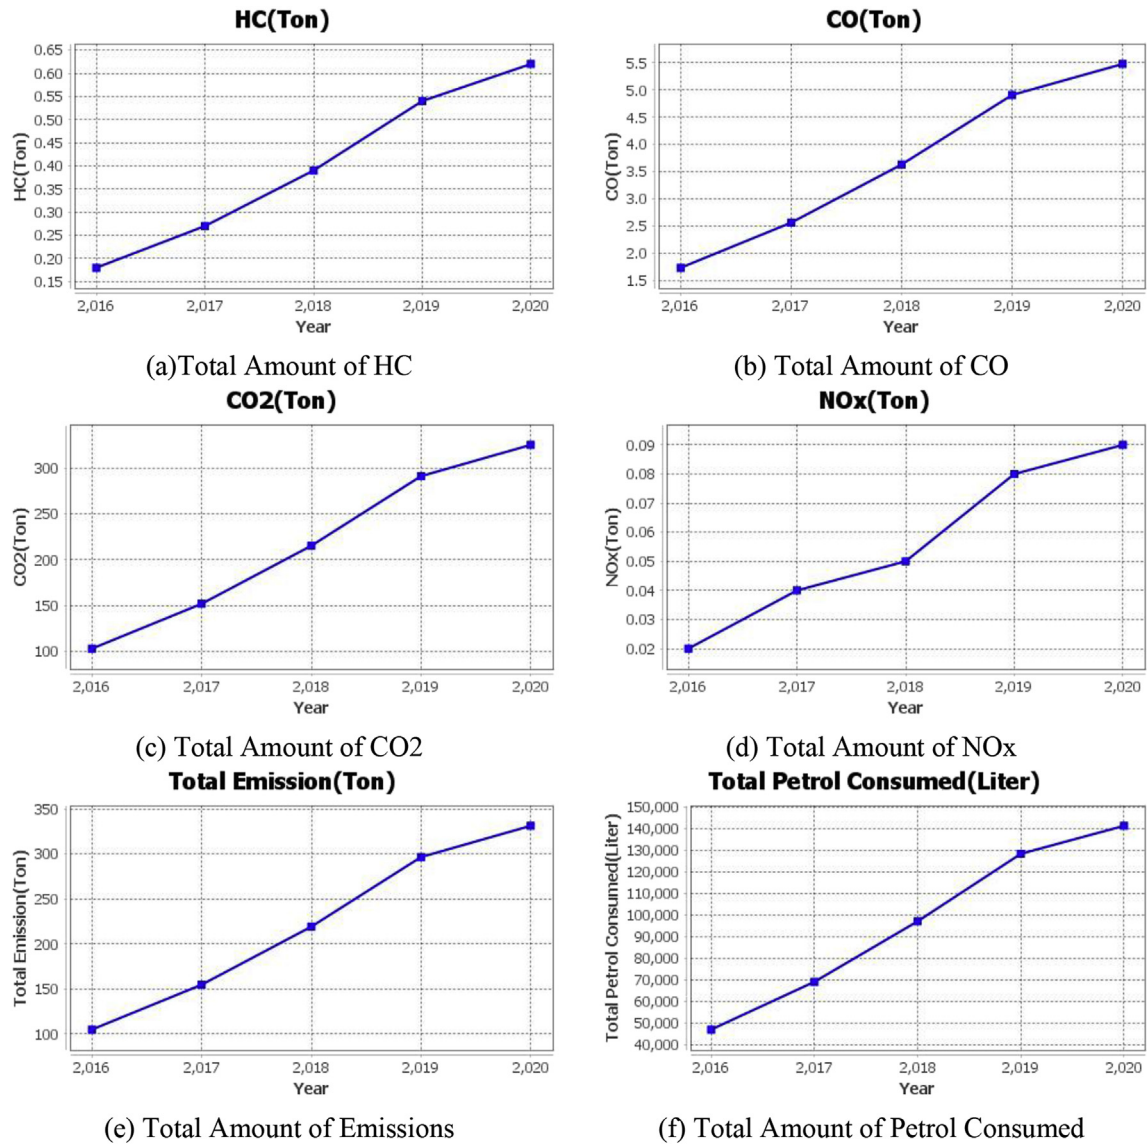 HC(Ton)
HC(Ton)
0.65
0.60
0.55
0.50
0.45
0.40
0.35
0.30
0.25
0.20
0.15
2,016 2,017 2,018 2,019 2,020
Year
(a)Total Amount of HC
CO(Ton)
CO(Ton)
5.5
5.0
4.5
4.0
3.5
3.0
2.5
2.0
1.5
2,016 2,017 2,018 2,019 2,020
Year
(b) Total Amount of CO
CO2(Ton)
CO2(Ton)
300
250
200
150
100
2,016 2,017 2,018 2,019 2,020
Year
(c) Total Amount of CO2
NOx(Ton)
NOx(Ton)
0.09
0.08
0.07
0.06
0.05
0.04
0.03
0.02
2,016 2,017 2,018 2,019 2,020
Year
(d) Total Amount of NOx
Total Emission(Ton)
Total Emission(Ton)
350
300
250
200
150
100
2,016 2,017 2,018 2,019 2,020
Year
(e) Total Amount of Emissions
Total Petrol Consumed(Liter)
Total Petrol Consumed(Liter)
150,000
140,000
130,000
120,000
110,000
100,000
90,000
80,000
70,000
60,000
50,000
40,000
2,016 2,017 2,018 2,019 2,020
Year
(f) Total Amount of Petrol Consumed